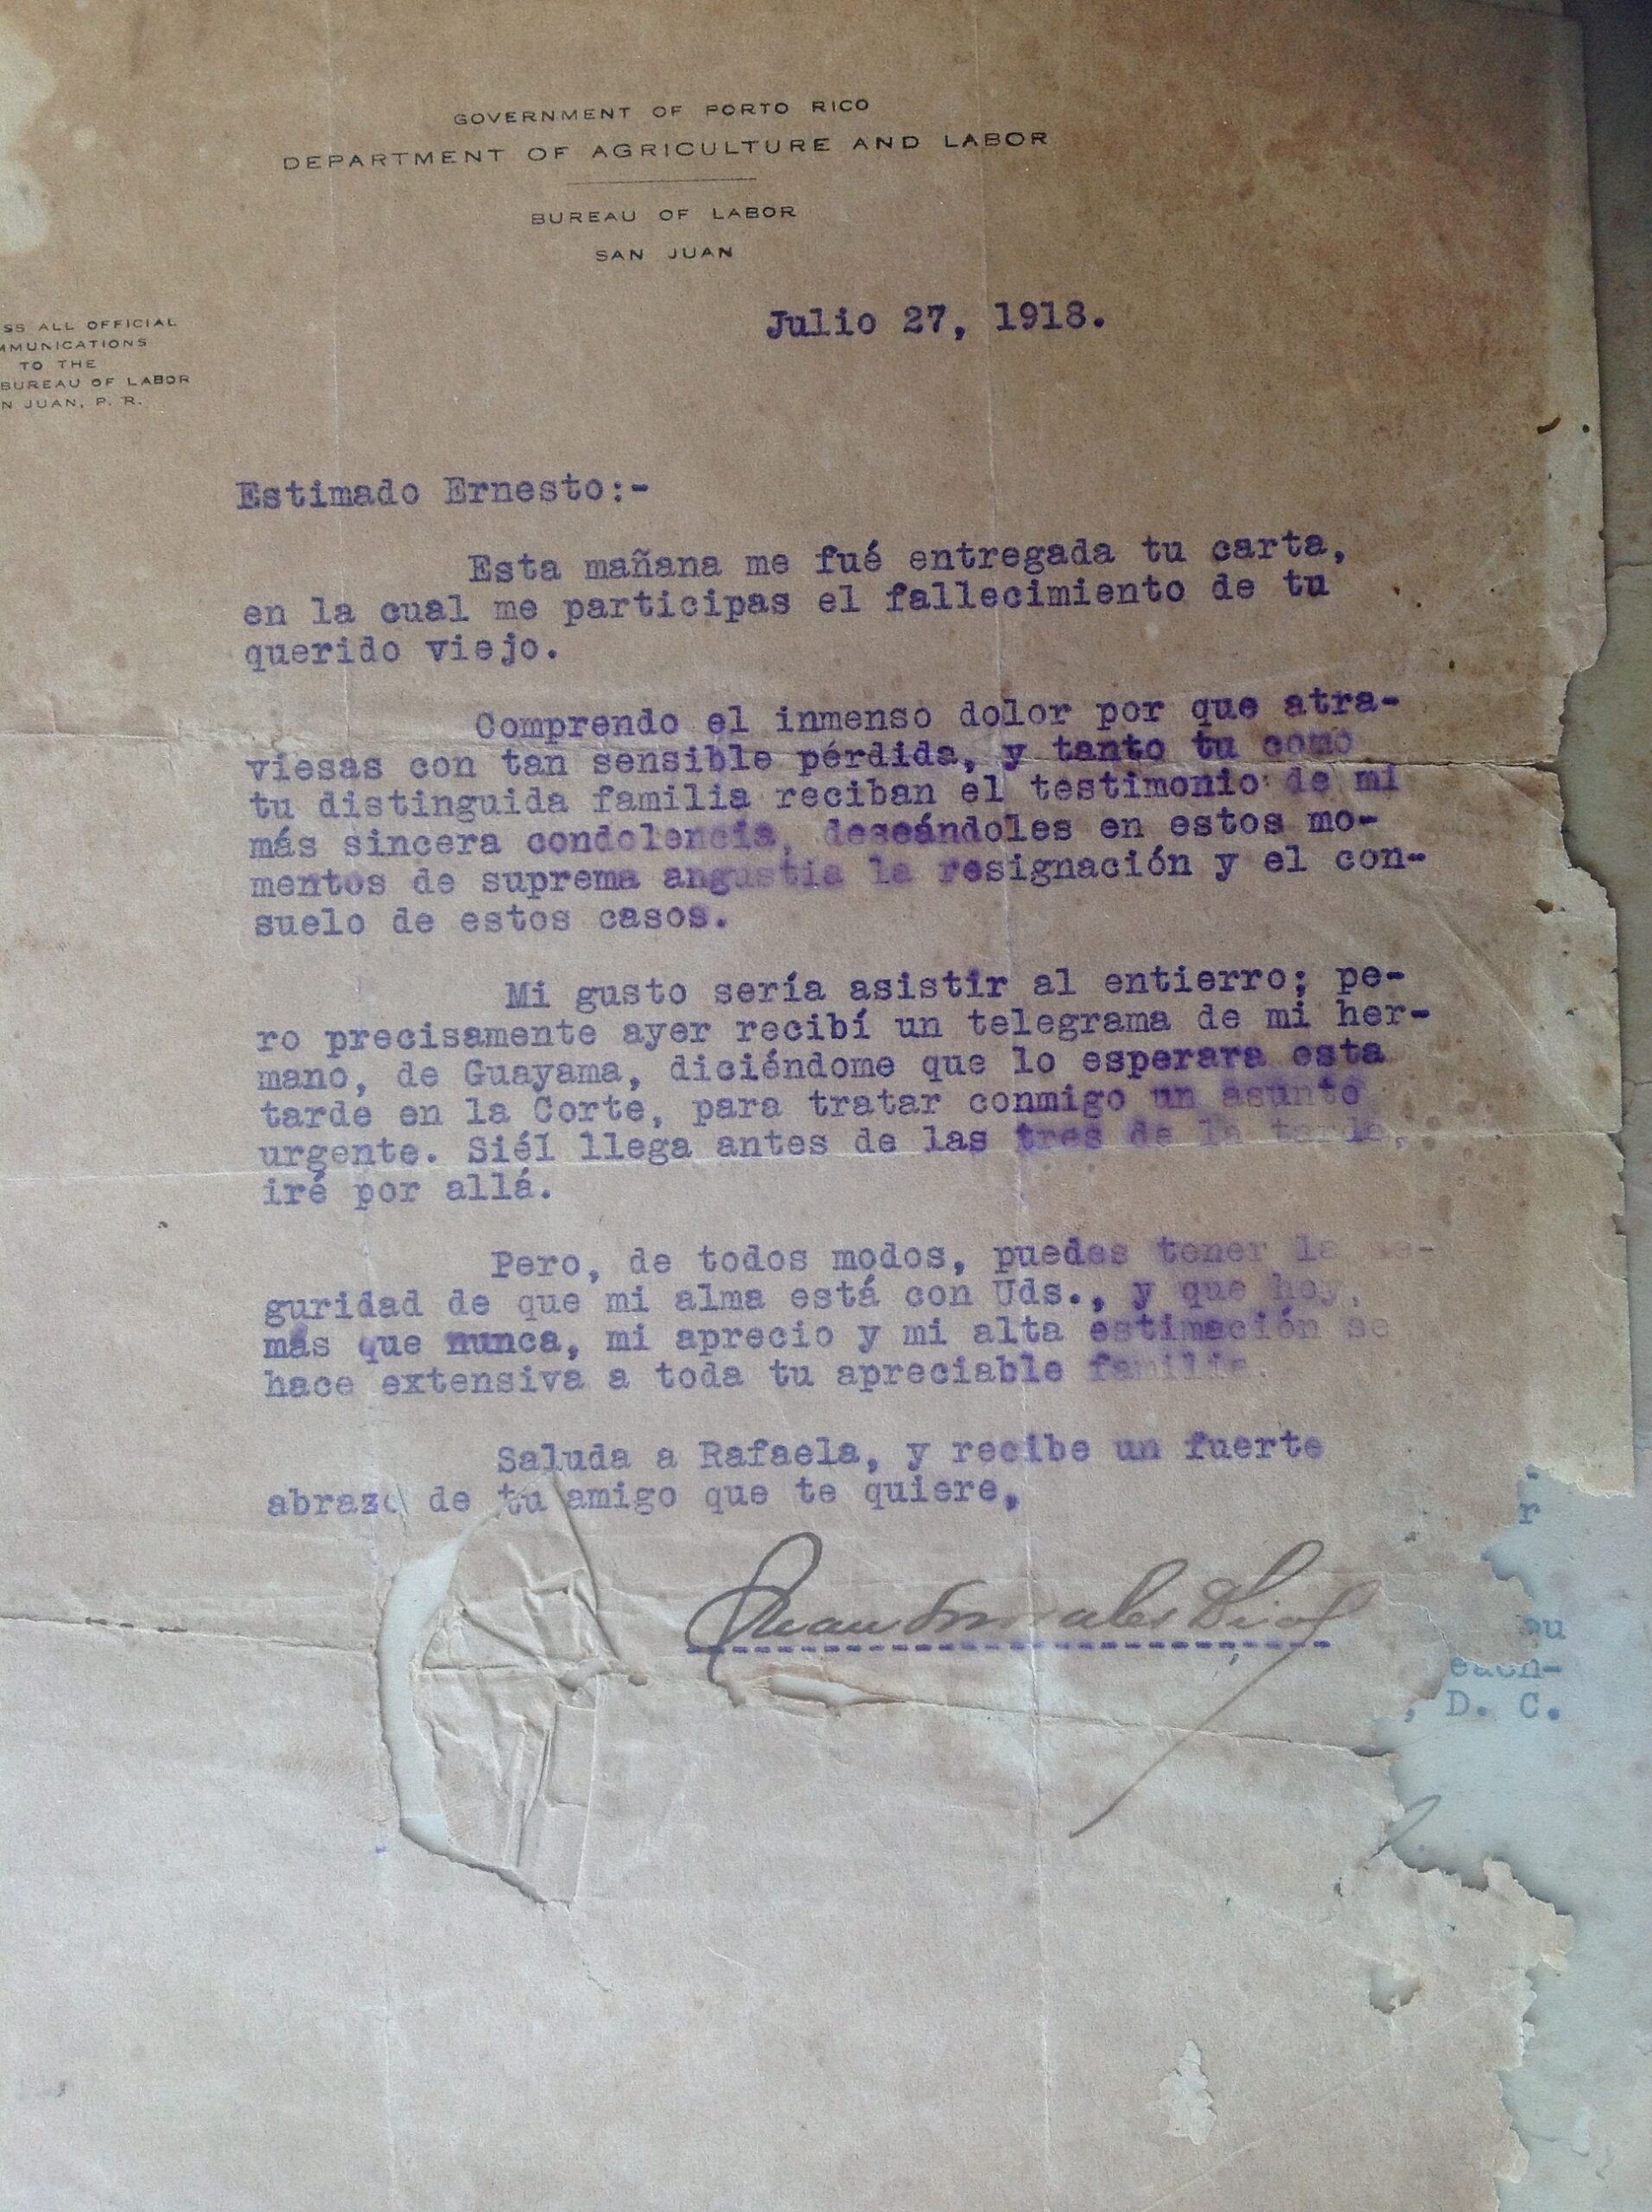 GOVERNMENT OF PORTO RICO
DEPARTMENT OF AGRICULTURE AND LABOR
BUREAU OF LABOR
SAN JUAN
Julio 27, 1918.
SS ALL OFFICIAL
MMUNICATIONS
TO THE
BUREAU OF LABOR
N JUAN, P. R.
Estimado Ernesto:-
Esta mañana me fué entregada tu carta,
en la cual me participas el fallecimiento de tu
querido viejo.
Comprendo el inmenso dolor por que atra-
viesas con tan sensible pérdida, y tanto tu como
tu distinguida familia reciban el testimonio de mi
más sincera condolencia, deseándoles en estos mo-
mentos de suprema angustia la resignación y el con-
suelo de estos casos.
Mi gusto sería asistir al entierro; pe-
ro precisamente ayer recibí un telegrama de mi her-
mano, de Guayama, diciéndome que lo esperara esta
tarde en la Corte, para tratar conmigo un asunto
urgente. Siél llega antes de las tres de la tarde,
iré por allá.
Pero, de todos modos, puedes tener la se-
guridad de que mi alma está con Uds., y que hoy,
más que nunca, mi aprecio y mi alta estimación se
hace extensiva a toda tu apreciable familia.
Saluda a Rafaela, y recibe un fuerte
abrazo de tu amigo que te quiere,
Juan
r
su
, D. C.